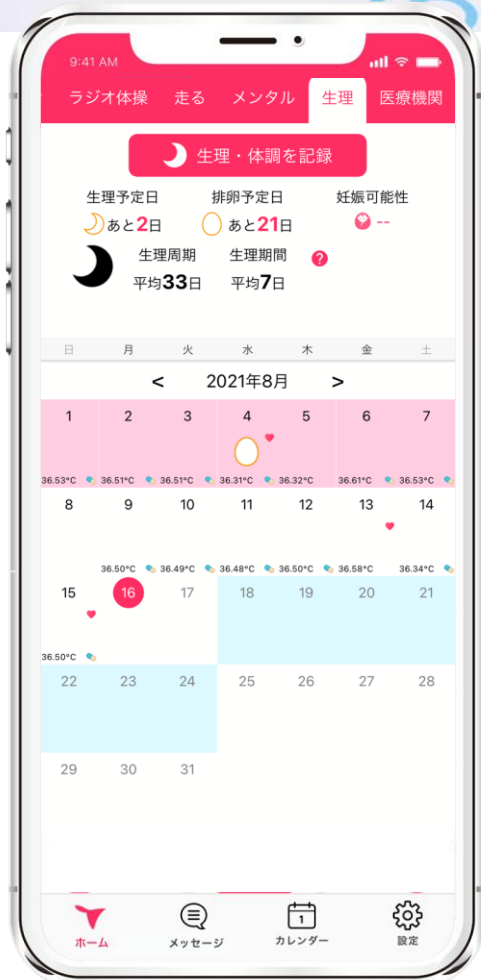 9:41 AM
ラジオ体操 走る メンタル 生理 医療機関
生理・体調を記録
生理予定日 排卵予定日 妊娠可能性
あと2日 あと21日 --
生理周期 生理期間 ?
平均33日 平均7日
日 月 火 水 木 金 土
< 2021年8月 >
1 2 3 4 5 6 7
36.53°C 36.51°C 36.51°C 36.31°C 36.32°C 36.61°C 36.53°C
8 9 10 11 12 13 14
36.50°C 36.49°C 36.48°C 36.50°C 36.58°C 36.34°C
15 16 17 18 19 20 21
36.50°C
22 23 24 25 26 27 28
29 30 31
1
ホーム メッセージ カレンダー 設定